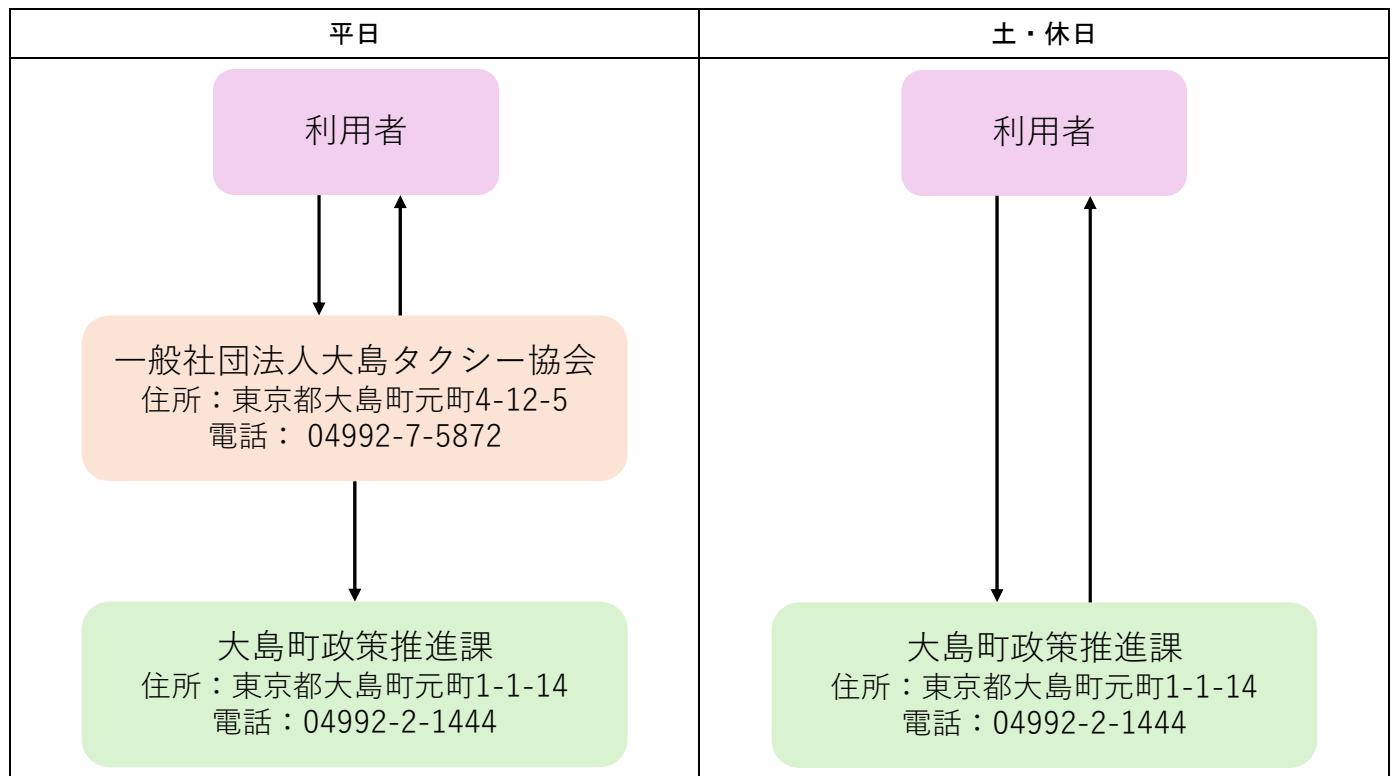 平日
土・休日
利用者
一般社団法人大島タクシー協会
住所：東京都大島町元町4-12-5
電話： 04992-7-5872
大島町政策推進課
住所：東京都大島町元町1-1-14
電話：04992-2-1444
利用者
大島町政策推進課
住所：東京都大島町元町1-1-14
電話：04992-2-1444